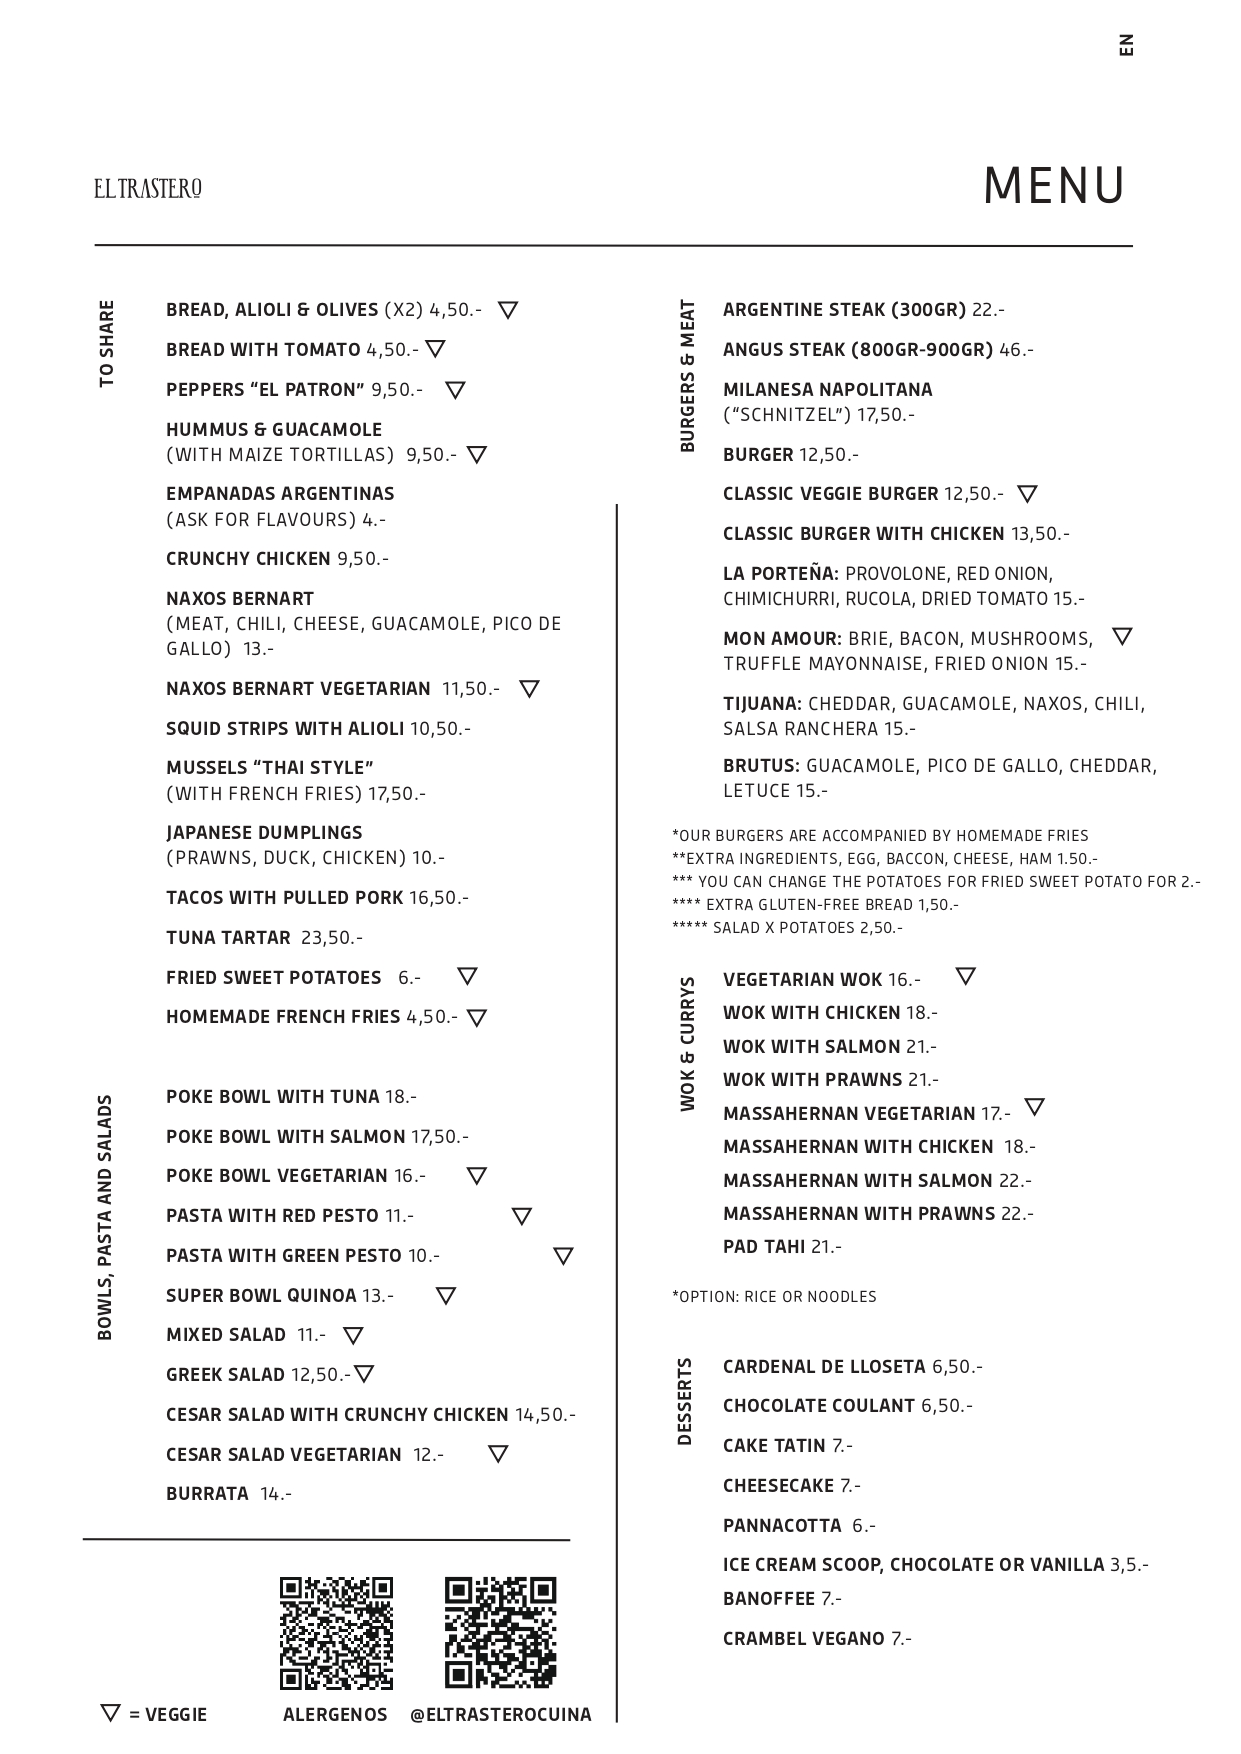 EN
EL TRASTERO
MENU
TO SHARE
BREAD, ALIOLI & OLIVES (X2) 4,50.-
BREAD WITH TOMATO 4,50.-
PEPPERS “EL PATRON” 9,50.-
HUMMUS & GUACAMOLE
(WITH MAIZE TORTILLAS) 9,50.-
EMPANADAS ARGENTINAS
(ASK FOR FLAVOURS) 4.-
CRUNCHY CHICKEN 9,50.-
NAXOS BERNART
(MEAT, CHILI, CHEESE, GUACAMOLE, PICO DE
GALLO) 13.-
NAXOS BERNART VEGETARIAN 11,50.-
SQUID STRIPS WITH ALIOLI 10,50.-
MUSSELS “THAI STYLE”
(WITH FRENCH FRIES) 17,50.-
JAPANESE DUMPLINGS
(PRAWNS, DUCK, CHICKEN) 10.-
TACOS WITH PULLED PORK 16,50.-
TUNA TARTAR 23,50.-
FRIED SWEET POTATOES 6.-
HOMEMADE FRENCH FRIES 4,50.-
BOWLS, PASTA AND SALADS
POKE BOWL WITH TUNA 18.-
POKE BOWL WITH SALMON 17,50.-
POKE BOWL VEGETARIAN 16.-
PASTA WITH RED PESTO 11.-
PASTA WITH GREEN PESTO 10.-
SUPER BOWL QUINOA 13.-
MIXED SALAD 11.-
GREEK SALAD 12,50.-
CESAR SALAD WITH CRUNCHY CHICKEN 14,50.-
CESAR SALAD VEGETARIAN 12.-
BURRATA 14.-
= VEGGIE
ALERGENOS
@ELTRASTEROCUINA
BURGERS & MEAT
ARGENTINE STEAK (300GR) 22.-
ANGUS STEAK (800GR-900GR) 46.-
MILANESA NAPOLITANA
(“SCHNITZEL”) 17,50.-
BURGER 12,50.-
CLASSIC VEGGIE BURGER 12,50.-
CLASSIC BURGER WITH CHICKEN 13,50.-
LA PORTEÑA: PROVOLONE, RED ONION,
CHIMICHURRI, RUCOLA, DRIED TOMATO 15.-
MON AMOUR: BRIE, BACON, MUSHROOMS,
TRUFFLE MAYONNAISE, FRIED ONION 15.-
TIJUANA: CHEDDAR, GUACAMOLE, NAXOS, CHILI,
SALSA RANCHERA 15.-
BRUTUS: GUACAMOLE, PICO DE GALLO, CHEDDAR,
LETUCE 15.-
*OUR BURGERS ARE ACCOMPANIED BY HOMEMADE FRIES
**EXTRA INGREDIENTS, EGG, BACCON, CHEESE, HAM 1.50.-
*** YOU CAN CHANGE THE POTATOES FOR FRIED SWEET POTATO FOR 2.-
**** EXTRA GLUTEN-FREE BREAD 1,50.-
***** SALAD X POTATOES 2,50.-
WOK & CURRYS
VEGETARIAN WOK 16.-
WOK WITH CHICKEN 18.-
WOK WITH SALMON 21.-
WOK WITH PRAWNS 21.-
MASSAHERNAN VEGETARIAN 17.-
MASSAHERNAN WITH CHICKEN 18.-
MASSAHERNAN WITH SALMON 22.-
MASSAHERNAN WITH PRAWNS 22.-
PAD TAHI 21.-
*OPTION: RICE OR NOODLES
DESSERTS
CARDENAL DE LLOSETA 6,50.-
CHOCOLATE COULANT 6,50.-
CAKE TATIN 7.-
CHEESECAKE 7.-
PANNACOTTA 6.-
ICE CREAM SCOOP, CHOCOLATE OR VANILLA 3,5.-
BANOFFEE 7.-
CRAMBEL VEGANO 7.-